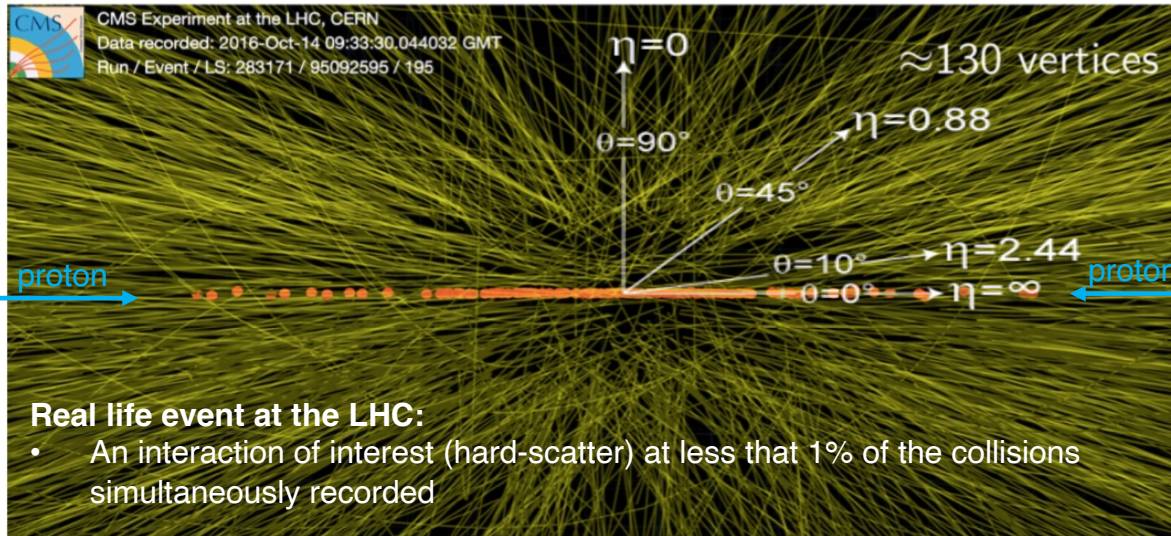 CMS
CMS Experiment at the LHC, CERN
Data recorded: 2016-Oct-14 09:33:30.044032 GMT
Run / Event / LS: 283171 / 95092595 / 195
η=0
≈130 vertices
η=0.88
θ=90°
θ=45°
η=2.44
θ=10°
proton
proton
θ=0°
η=∞
Real life event at the LHC:
• An interaction of interest (hard-scatter) at less that 1% of the collisions
simultaneously recorded